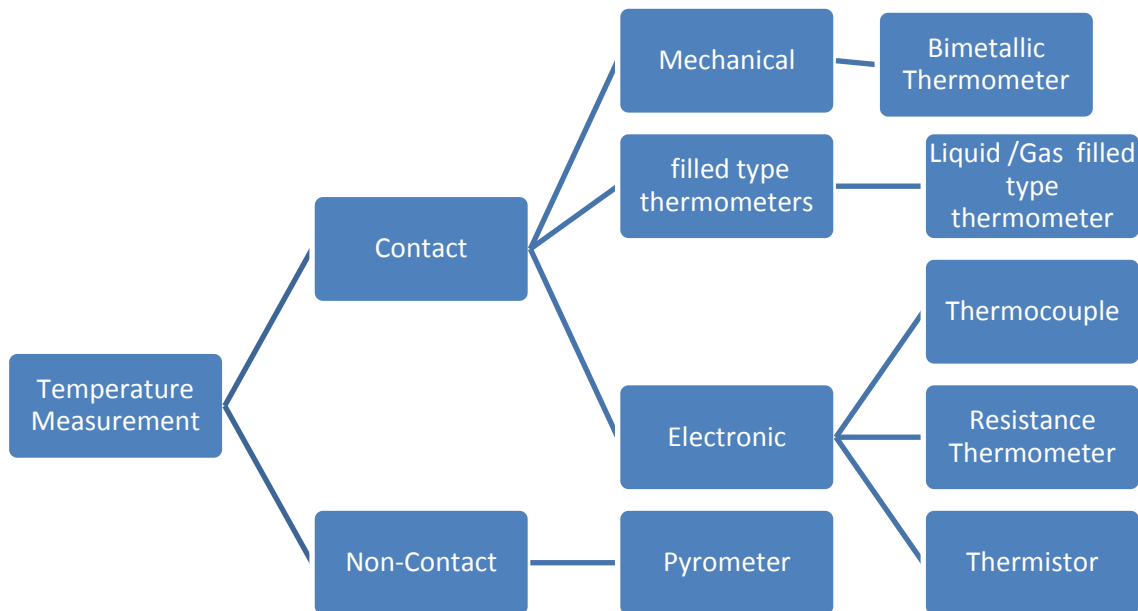 Temperature
Measurement
Contact
Non-Contact
Mechanical
filled type
thermometers
Electronic
Pyrometer
Bimetallic
Thermometer
Liquid /Gas filled
type
thermometer
Thermocouple
Resistance
Thermometer
Thermistor